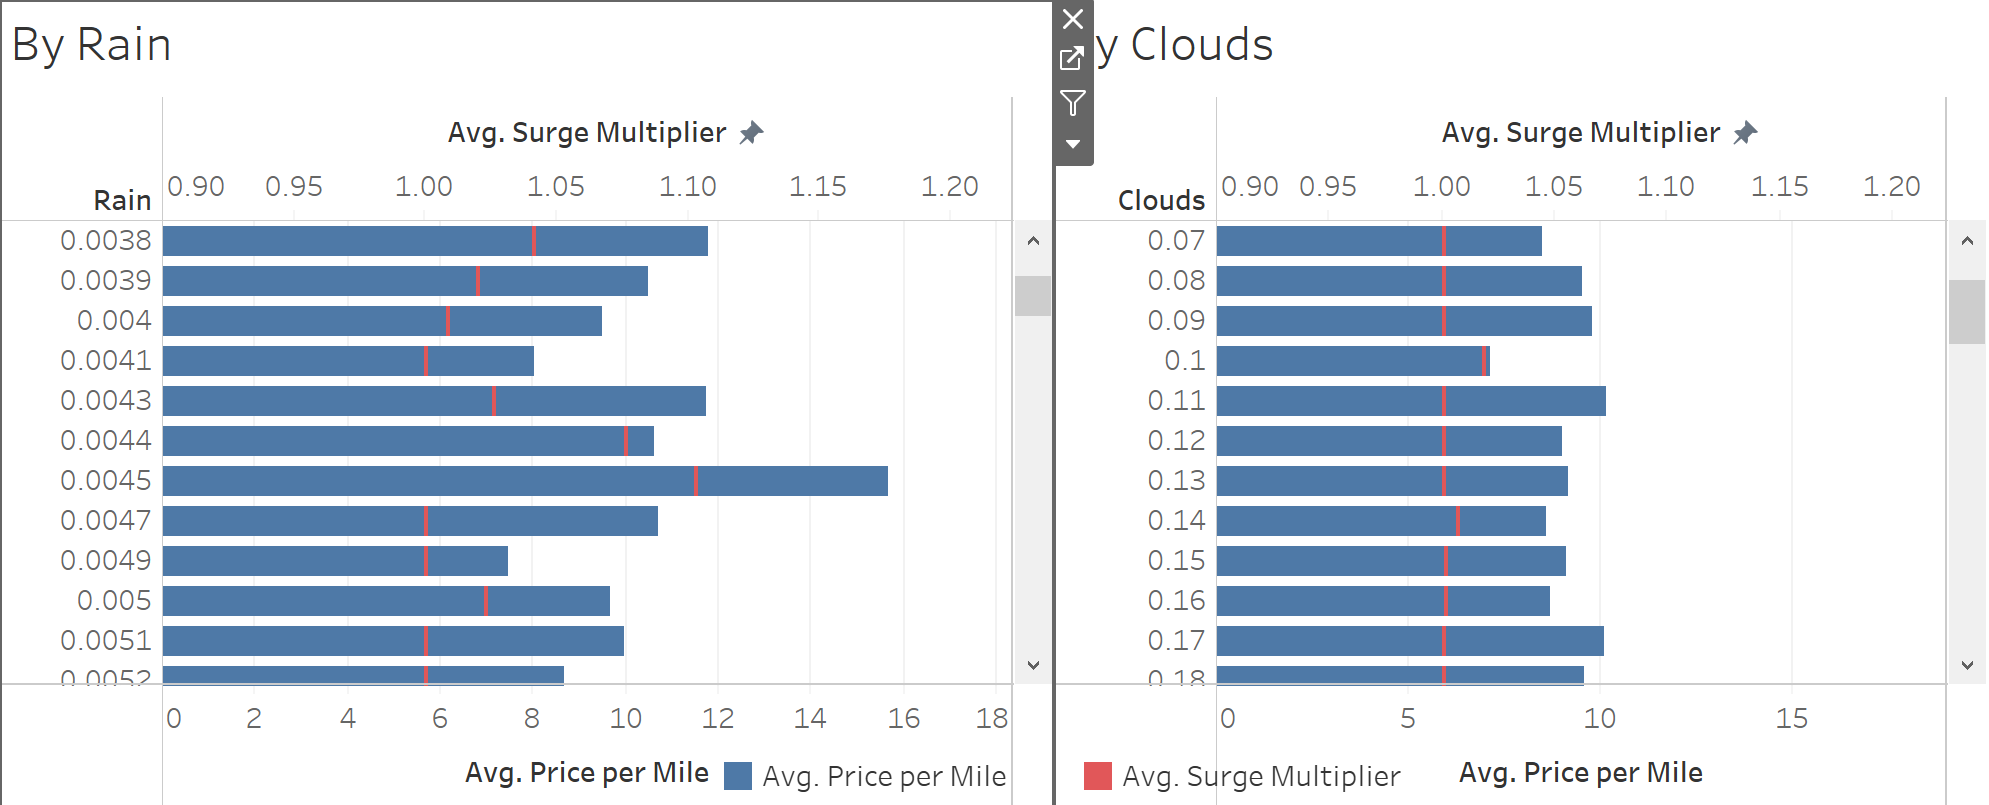 By Rain
Avg. Surge Multiplier
Rain
0.90 0.95 1.00 1.05 1.10 1.15 1.20
0.0038
0.0039
0.004
0.0041
0.0043
0.0044
0.0045
0.0047
0.0049
0.005
0.0051
0.0052
0 2 4 6 8 10 12 14 16 18
Avg. Price per Mile
Avg. Price per Mile
y Clouds
Avg. Surge Multiplier
Clouds
0.90 0.95 1.00 1.05 1.10 1.15 1.20
0.07
0.08
0.09
0.1
0.11
0.12
0.13
0.14
0.15
0.16
0.17
0.18
0 5 10 15
Avg. Surge Multiplier
Avg. Price per Mile